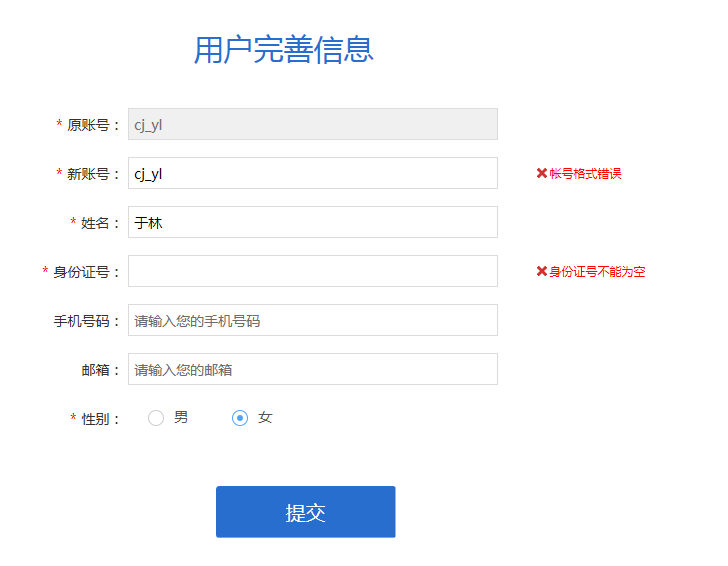 用户完善信息
* 原账号： cj_yl
* 新账号： cj_yl 帐号格式错误
* 姓名： 于林
* 身份证号： 身份证号不能为空
手机号码： 请输入您的手机号码
邮箱： 请输入您的邮箱
* 性别： 男 女
提交